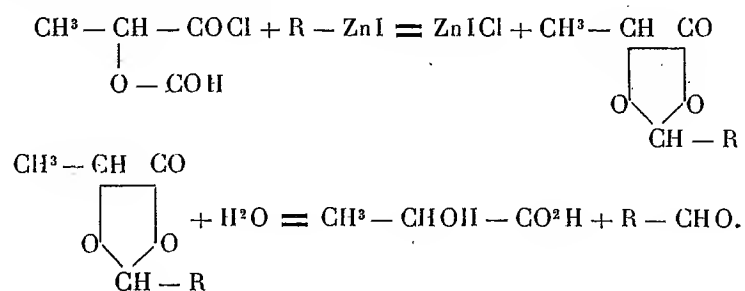 CH³ — CH — COCl + R — ZnI = ZnICl + CH³ — CH CO
O — COH
O O
CH — R
CH³ — CH CO
O O + H²O = CH³ — CHOH — CO²H + R — CHO.
CH — R